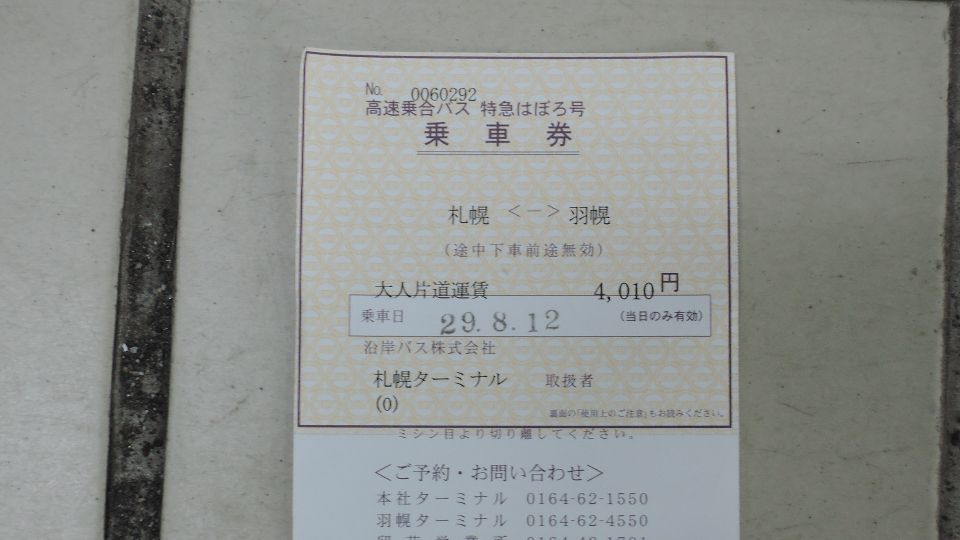 No. 0060292
高速乗合バス 特急はぼろ号
乗車券
札幌 <ー> 羽幌
(途中下車前途無効)
大人片道運賃 4,010円
乗車日 29.8.12 (当日のみ有効)
沿岸バス株式会社
札幌ターミナル 取扱者
(0)
裏面の「使用上のご注意」もお読みください。
ミシン目より切り離してください。
＜ご予約・お問い合わせ＞
本社ターミナル 0164-62-1550
羽幌ターミナル 0164-62-4550